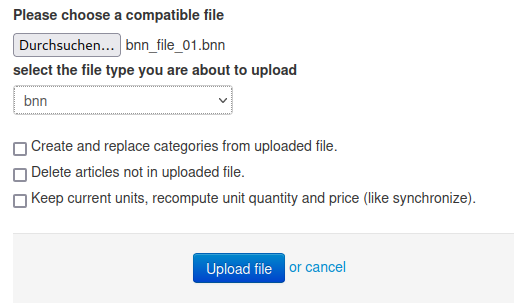 Please choose a compatible file
Durchsuchen... bnn_file_01.bnn
select the file type you are about to upload
bnn
Create and replace categories from uploaded file.
Delete articles not in uploaded file.
Keep current units, recompute unit quantity and price (like synchronize).
Upload file or cancel